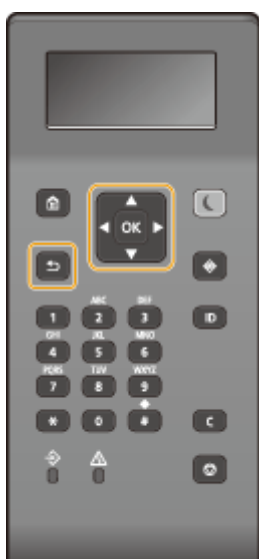 OK
ABC DEF
1 2 3 ID
GHI JKL MNO
4 5 6
PQRS TUV WXYZ
7 8 9
* 0 # C